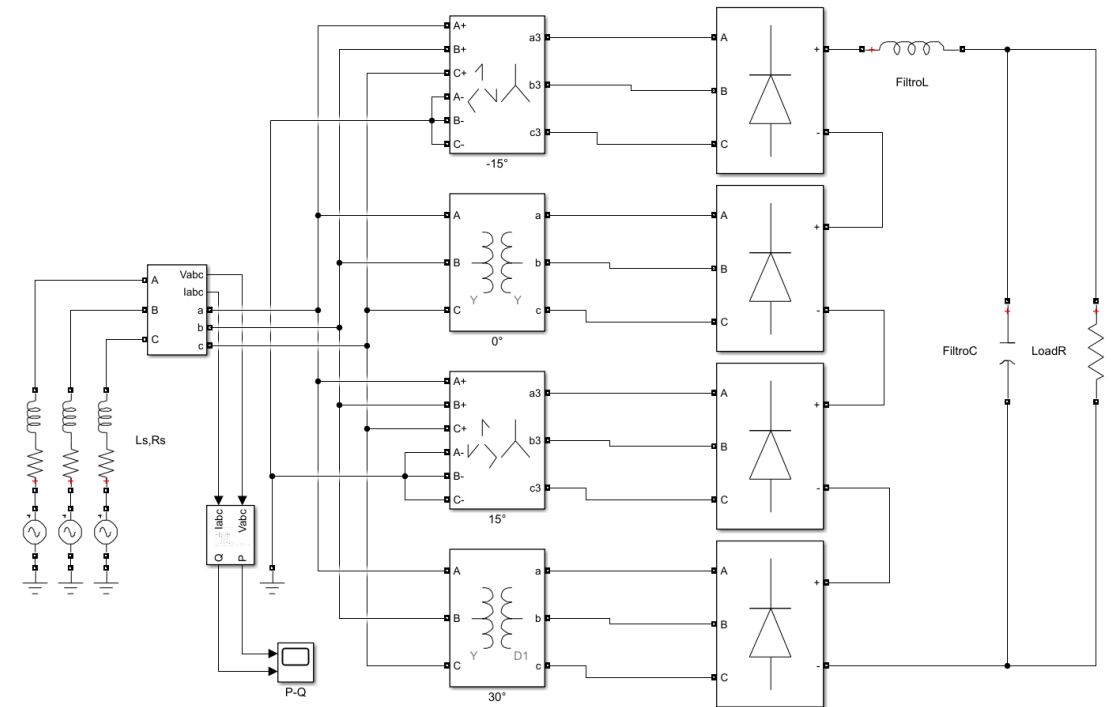 A+
B+
C+
A-
B-
C-
a3
b3
c3
-15°
A
B
C
+
-
FiltroL
A
B
C
Y
Y
a
b
c
0°
A
B
C
+
-
A
B
C
Vabc
Iabc
a
b
c
Ls,Rs
A+
B+
C+
A-
B-
C-
a3
b3
c3
15°
A
B
C
+
-
FiltroC
LoadR
Iabc
Vabc
Q
P
P-Q
A
B
C
Y
D1
a
b
c
30°
A
B
C
+
-